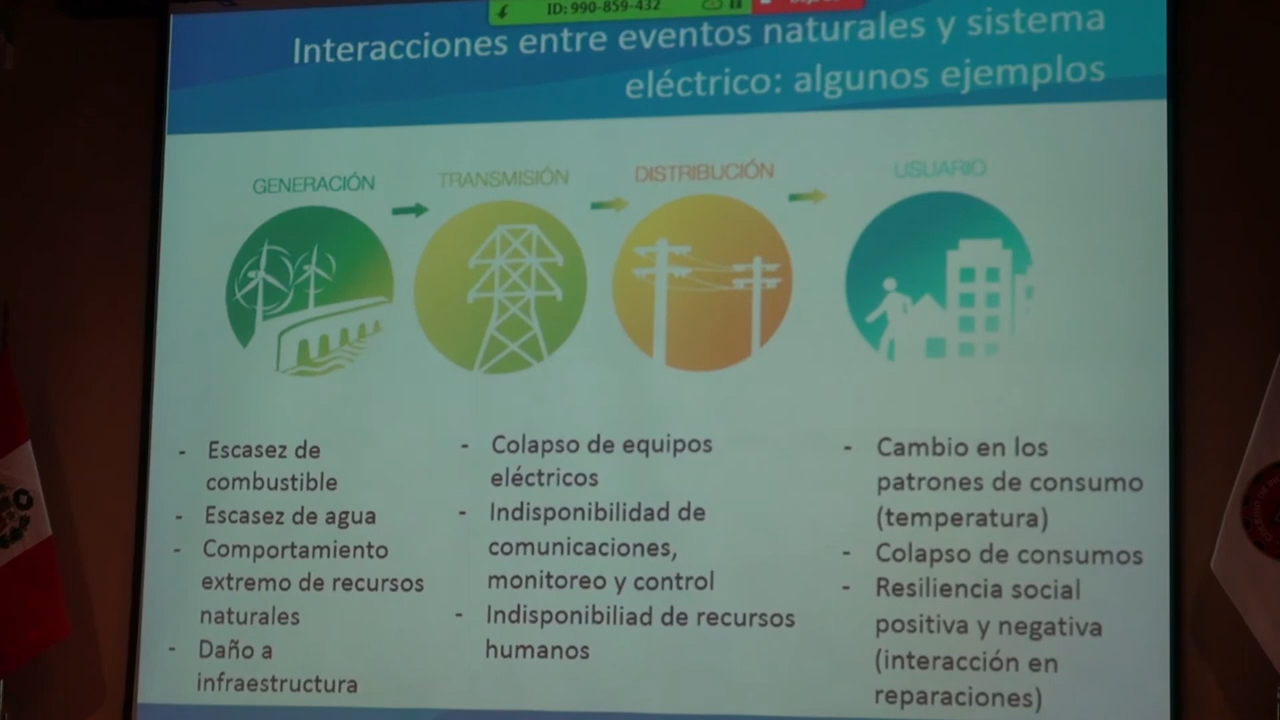 ID: 990-859-432
Interacciones entre eventos naturales y sistema
eléctrico: algunos ejemplos
GENERACIÓN
TRANSMISIÓN
DISTRIBUCIÓN
USUARIO
- Escasez de
combustible
- Escasez de agua
- Comportamiento
extremo de recursos
naturales
- Daño a
infraestructura
- Colapso de equipos
eléctricos
- Indisponibilidad de
comunicaciones,
monitoreo y control
- Indisponibiliad de recursos
humanos
- Cambio en los
patrones de consumo
(temperatura)
- Colapso de consumos
- Resiliencia social
positiva y negativa
(interacción en
reparaciones)